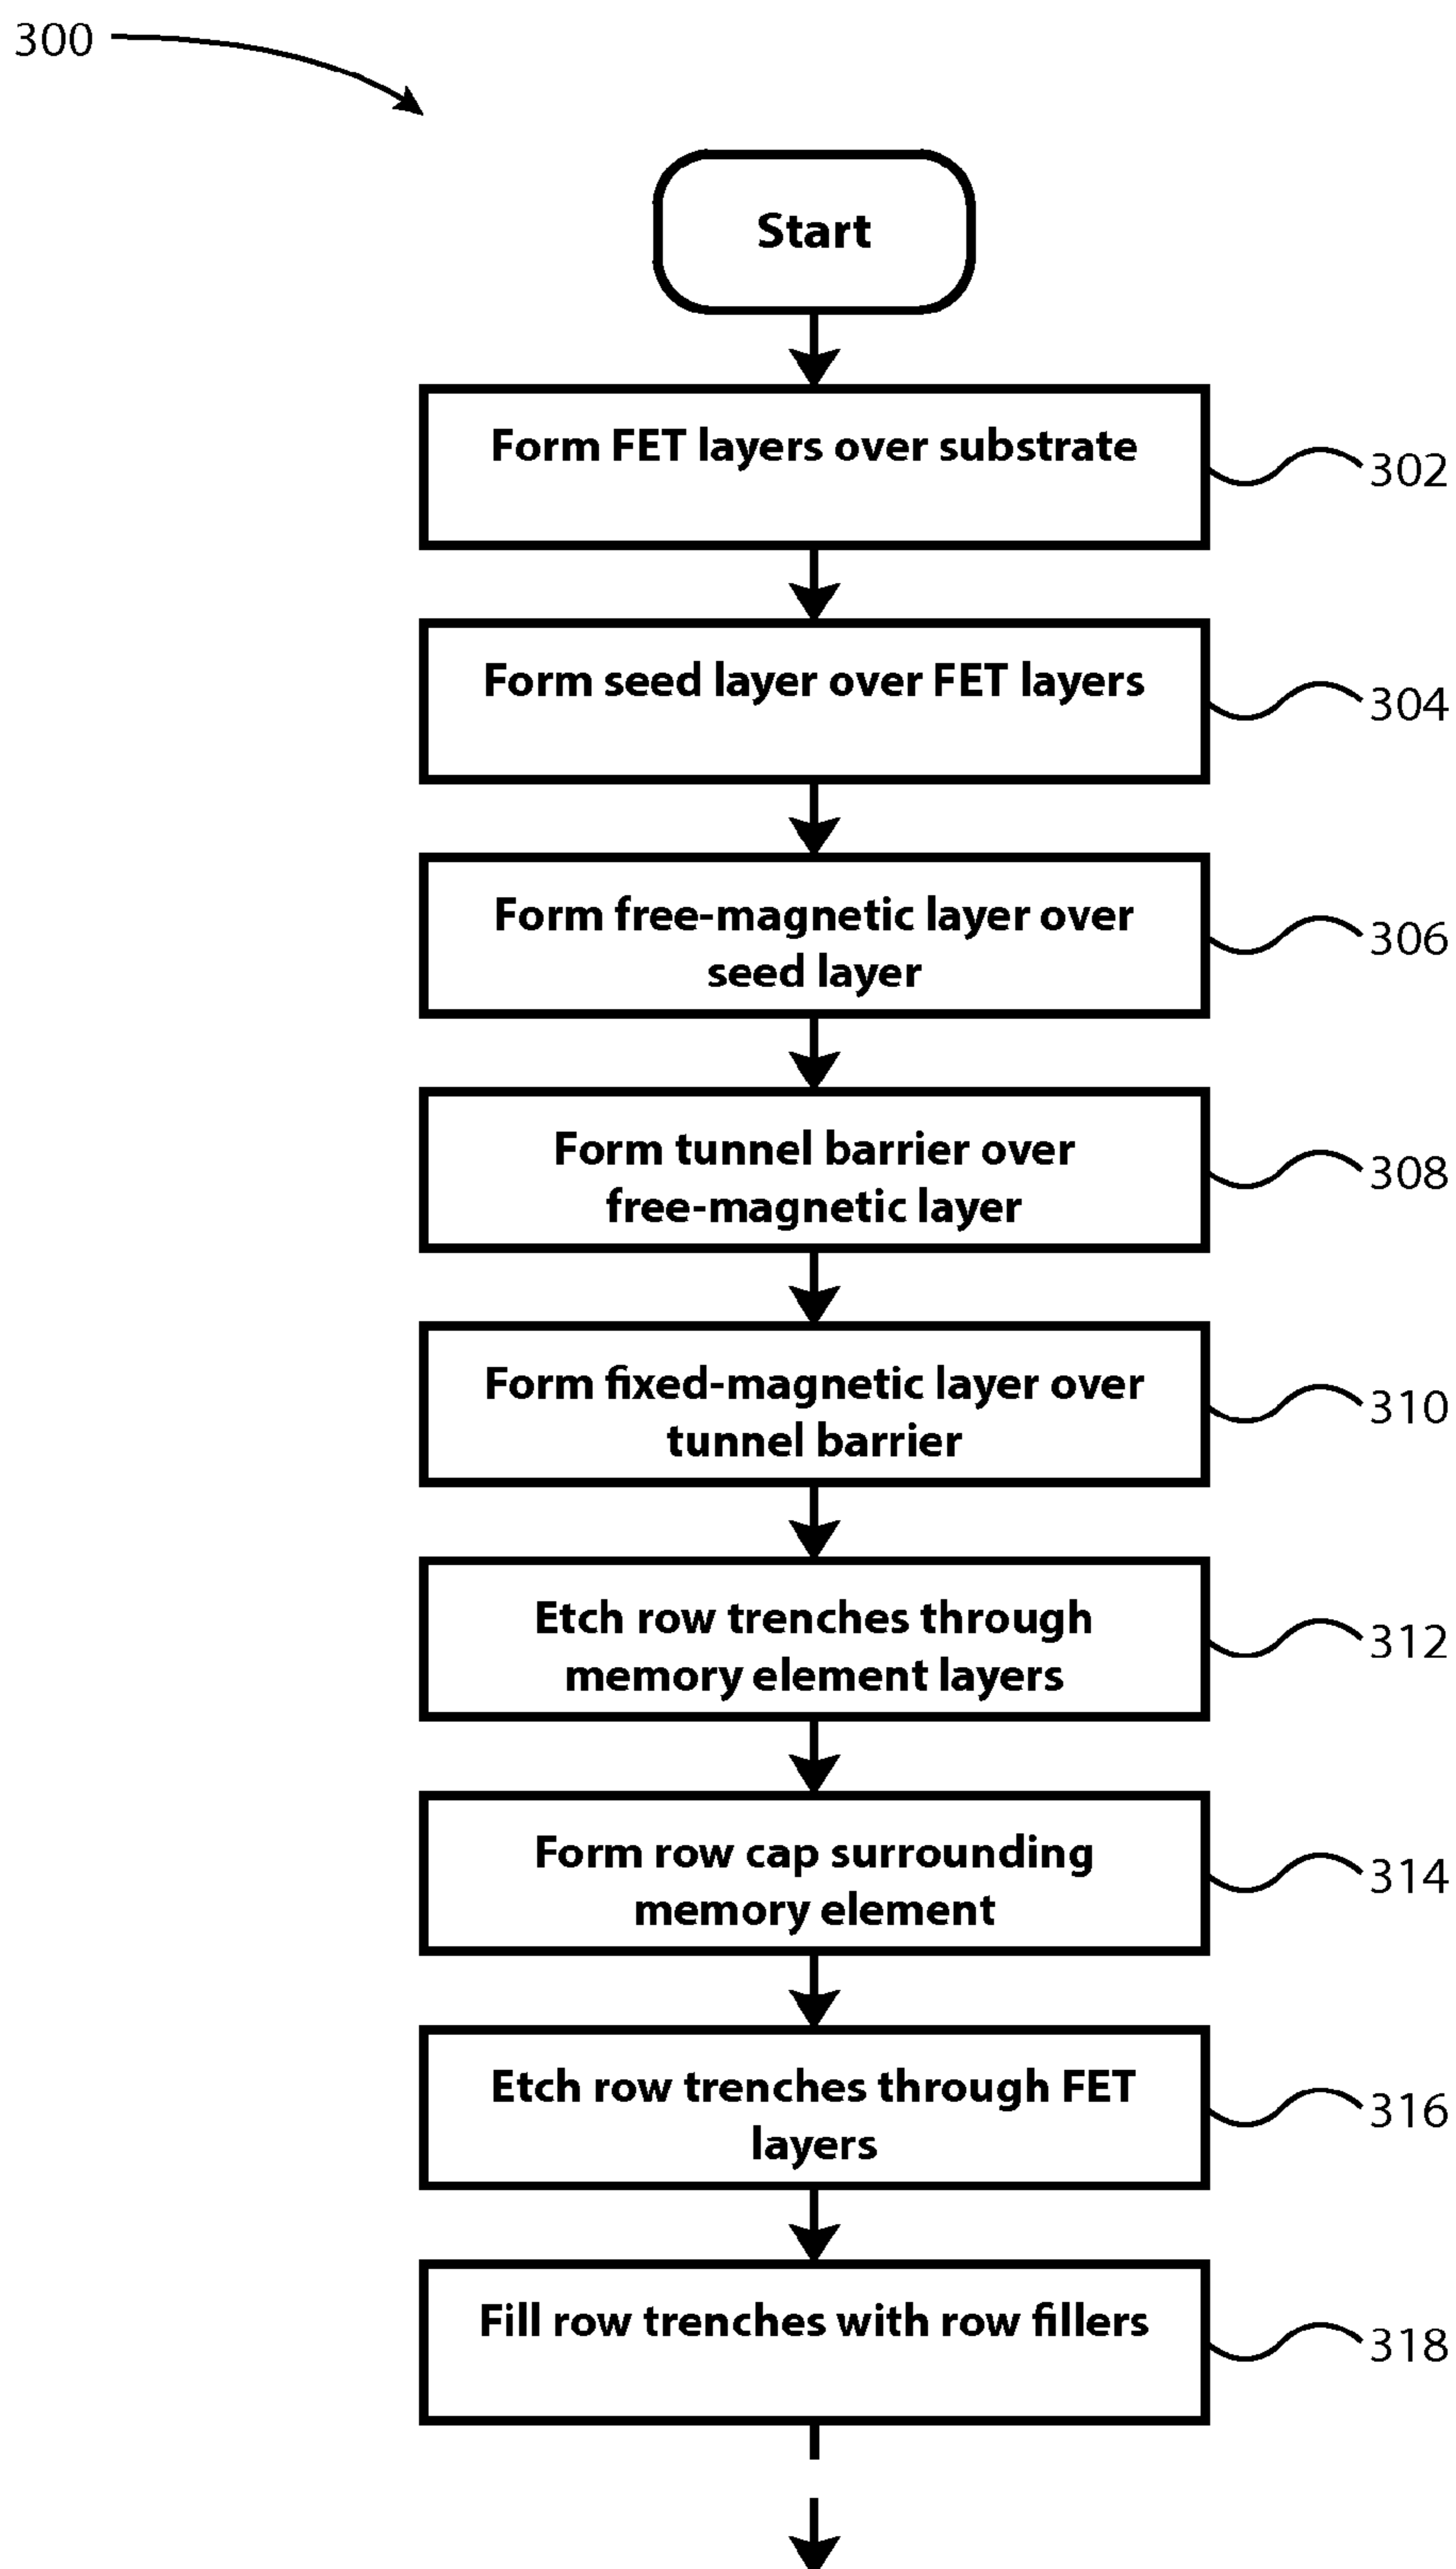 300
Start
Form FET layers over substrate
302
Form seed layer over FET layers
304
Form free-magnetic layer over
seed layer
306
Form tunnel barrier over
free-magnetic layer
308
Form fixed-magnetic layer over
tunnel barrier
310
Etch row trenches through
memory element layers
312
Form row cap surrounding
memory element
314
Etch row trenches through FET
layers
316
Fill row trenches with row fillers
318